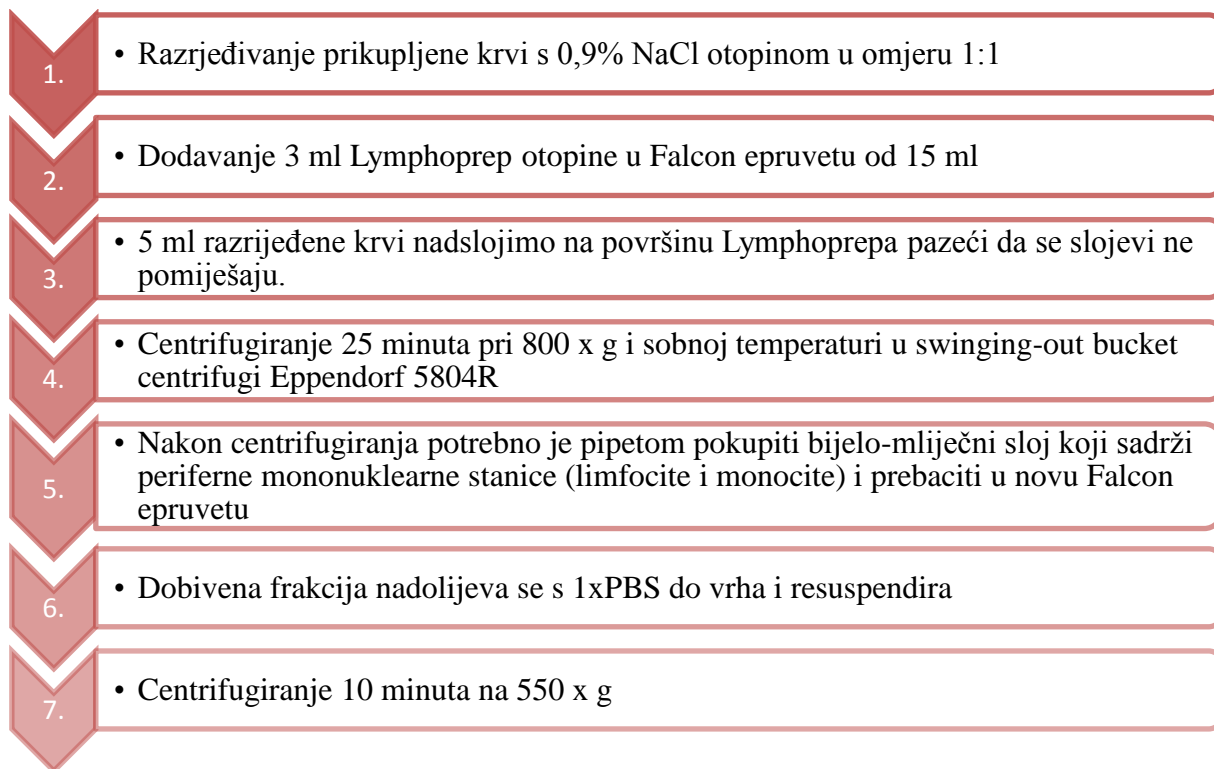 1.
• Razrjeđivanje prikupljene krvi s 0,9% NaCl otopinom u omjeru 1:1
2.
• Dodavanje 3 ml Lymphoprep otopine u Falcon epruvetu od 15 ml
3.
• 5 ml razrijeđene krvi nadslojimo na površinu Lymphoprepa pazeći da se slojevi ne
pomiješaju.
4.
• Centrifugiranje 25 minuta pri 800 x g i sobnoj temperaturi u swinging-out bucket
centrifugi Eppendorf 5804R
5.
• Nakon centrifugiranja potrebno je pipetom pokupiti bijelo-mliječni sloj koji sadrži
periferne mononuklearne stanice (limfocite i monocite) i prebaciti u novu Falcon
epruvetu
6.
• Dobivena frakcija nadolijeva se s 1xPBS do vrha i resuspendira
7.
• Centrifugiranje 10 minuta na 550 x g